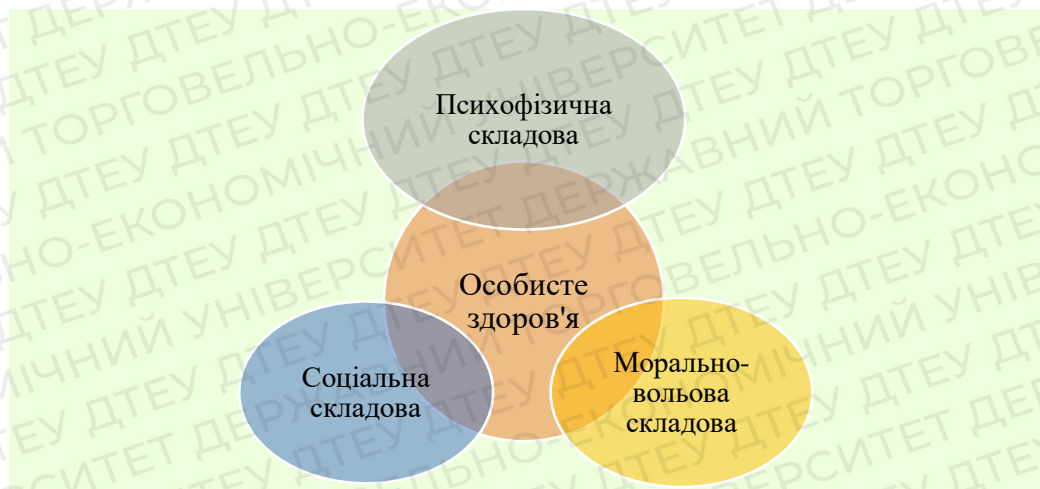 Психофізична
складова
Особисте
здоров'я
Соціальна
складова
Морально-
вольова
складова